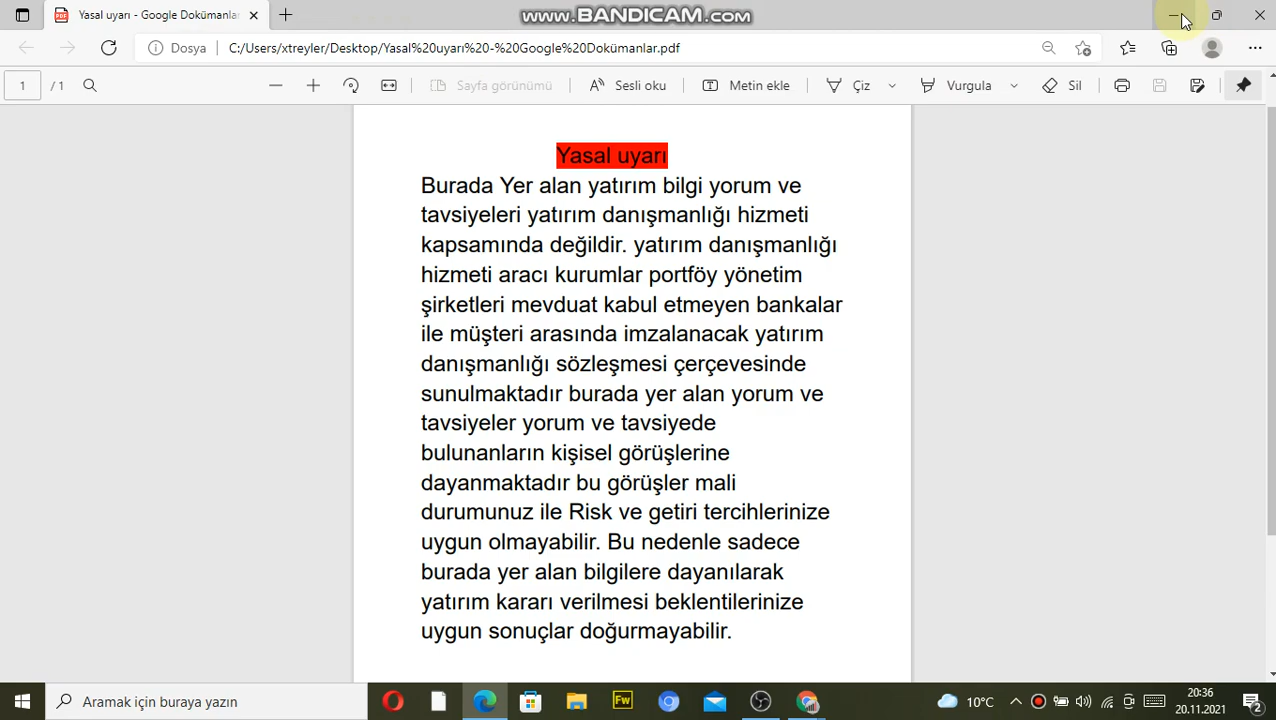 Yasal uyarı - Google Dokümanlar
www.BANDICAM.com
Dosya
C:/Users/xtreyler/Desktop/Yasal%20uyarı%20-%20Google%20Dokümanlar.pdf
1 / 1
Sayfa görünümü
Sesli oku
Metin ekle
Çiz
Vurgula
Sil
Yasal uyarı
Burada Yer alan yatırım bilgi yorum ve
tavsiyeleri yatırım danışmanlığı hizmeti
kapsamında değildir. yatırım danışmanlığı
hizmeti aracı kurumlar portföy yönetim
şirketleri mevduat kabul etmeyen bankalar
ile müşteri arasında imzalanacak yatırım
danışmanlığı sözleşmesi çerçevesinde
sunulmaktadır burada yer alan yorum ve
tavsiyeler yorum ve tavsiyede
bulunanların kişisel görüşlerine
dayanmaktadır bu görüşler mali
durumunuz ile Risk ve getiri tercihlerinize
uygun olmayabilir. Bu nedenle sadece
burada yer alan bilgilere dayanılarak
yatırım kararı verilmesi beklentilerinize
uygun sonuçlar doğurmayabilir.
Aramak için buraya yazın
Fw
10°C
20:36
20.11.2021
2